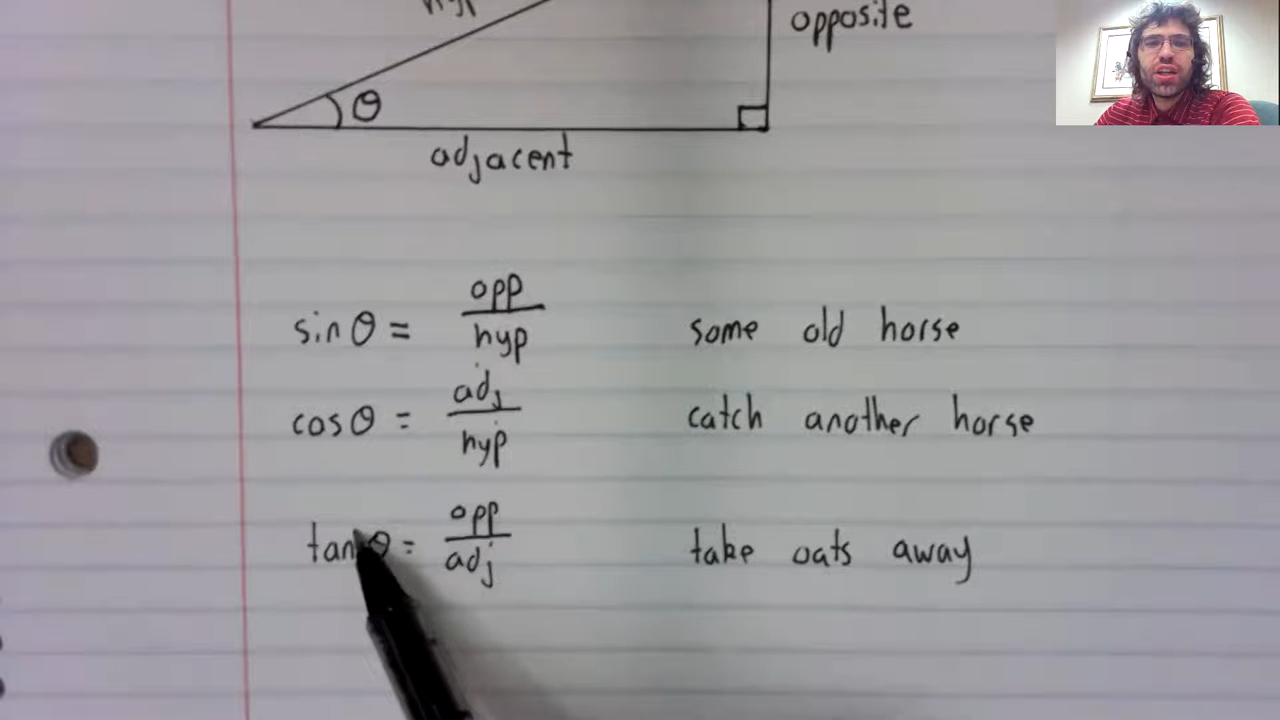 hyp
opposite
θ
adjacent
sin θ = opp/hyp some old horse
cos θ = adj/hyp catch another horse
tan θ = opp/adj take oats away